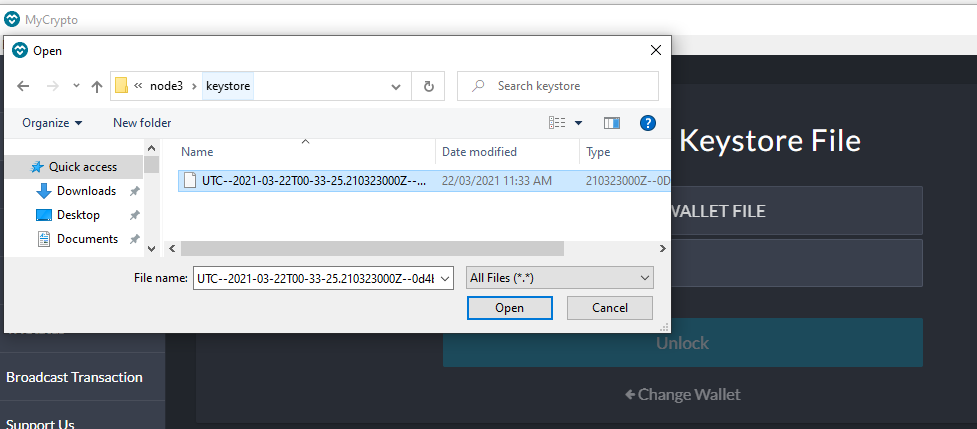 MyCrypto
Open
node3
keystore
Search keystore
Organize
New folder
Keystore File
Name
Date modified
Type
Quick access
UTC--2021-03-22T00-33-25.210323000Z--...
22/03/2021 11:33 AM
210323000Z--0D
Downloads
WALLET FILE
Desktop
Documents
File name:
UTC--2021-03-22T00-33-25.210323000Z--0d4
All Files (*.*)
Open
Cancel
Unlock
Broadcast Transaction
Change Wallet
Support Us